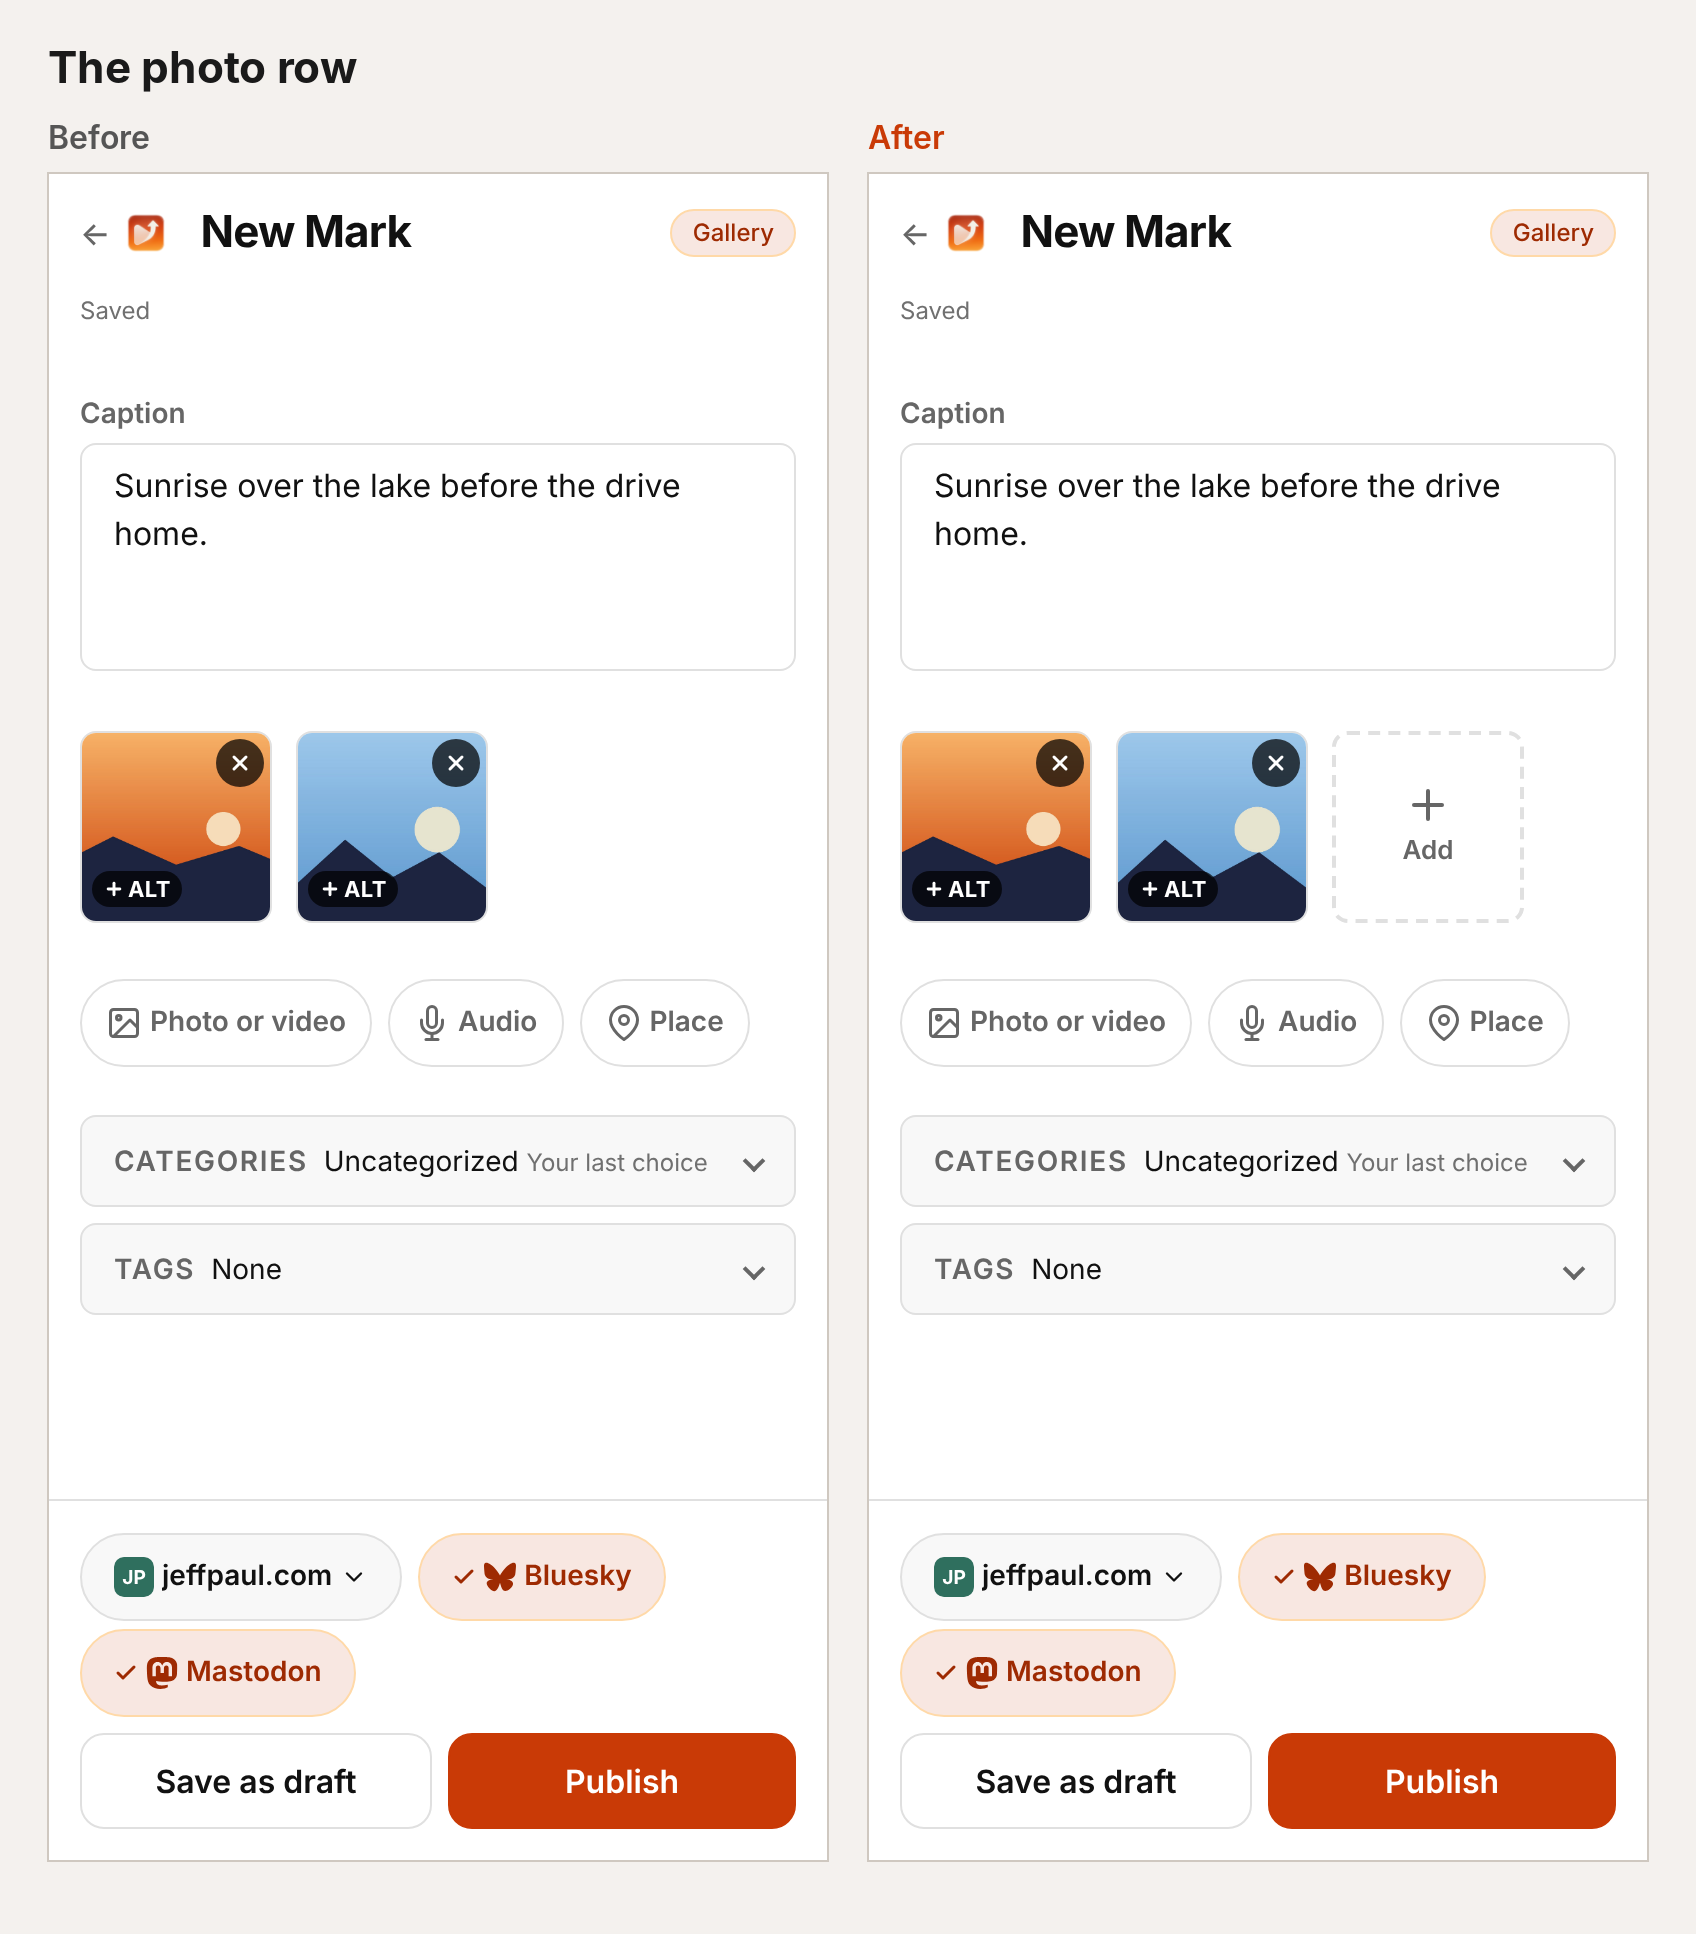 The photo row
Before
New Mark
Gallery
Saved
Caption
Sunrise over the lake before the drive
home.
+ ALT
+ ALT
Photo or video
Audio
Place
CATEGORIES Uncategorized Your last choice
TAGS None
JP jeffpaul.com
Bluesky
Mastodon
Save as draft
Publish
After
New Mark
Gallery
Saved
Caption
Sunrise over the lake before the drive
home.
+ ALT
+ ALT
Add
Photo or video
Audio
Place
CATEGORIES Uncategorized Your last choice
TAGS None
JP jeffpaul.com
Bluesky
Mastodon
Save as draft
Publish